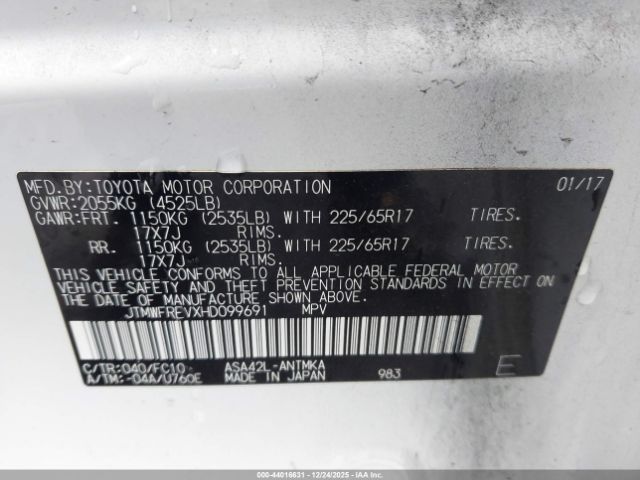 MFD.BY:TOYOTA MOTOR CORPORATION 01/17
GVWR:2055KG (4525LB)
GAWR:FRT. 1150KG (2535LB) WITH 225/65R17 TIRES.
17X7J RIMS.
RR. 1150KG (2535LB) WITH 225/65R17 TIRES.
17X7J RIMS.
THIS VEHICLE CONFORMS TO ALL APPLICABLE FEDERAL MOTOR
VEHICLE SAFETY AND THEFT PREVENTION STANDARDS IN EFFECT ON
THE DATE OF MANUFACTURE SHOWN ABOVE.
JTMWFREVXHD099691 MPV
C/TR:040/FC10 ASA42L-ANTMKA
A/TM:-04A/U760E MADE IN JAPAN 983 E
000-44016631 - 12/24/2025 - IAAI.COM